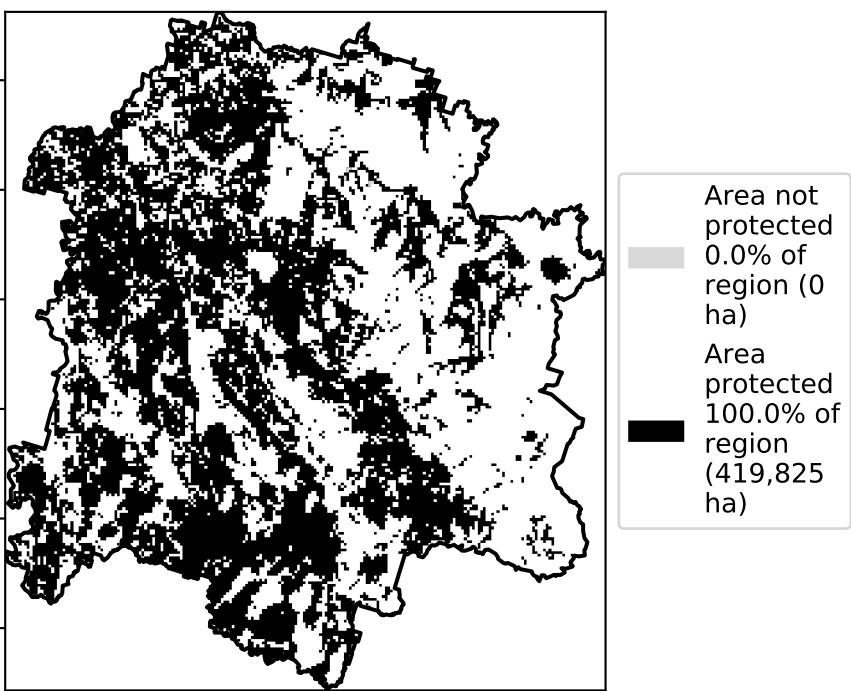 Area not
protected
0.0% of
region (0
ha)
Area
protected
100.0% of
region
(419,825
ha)